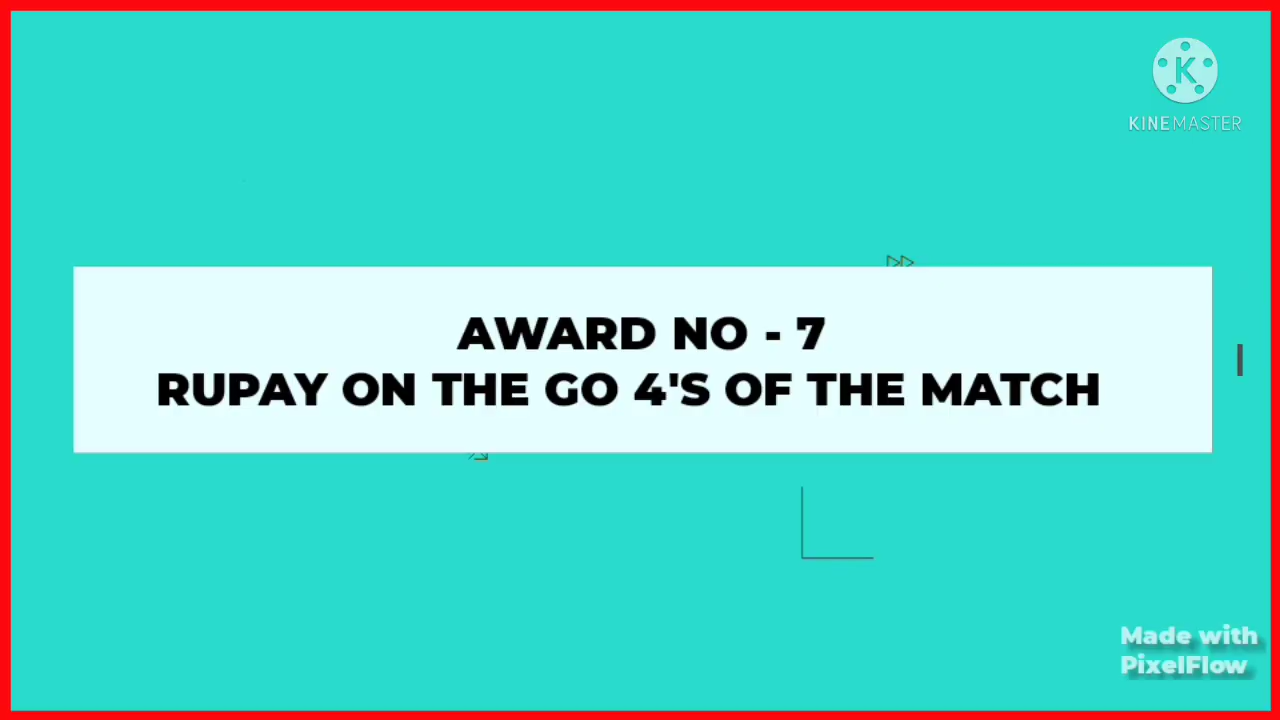 K
KINEMASTER
AWARD NO - 7
RUPAY ON THE GO 4'S OF THE MATCH
Made with
PixelFlow